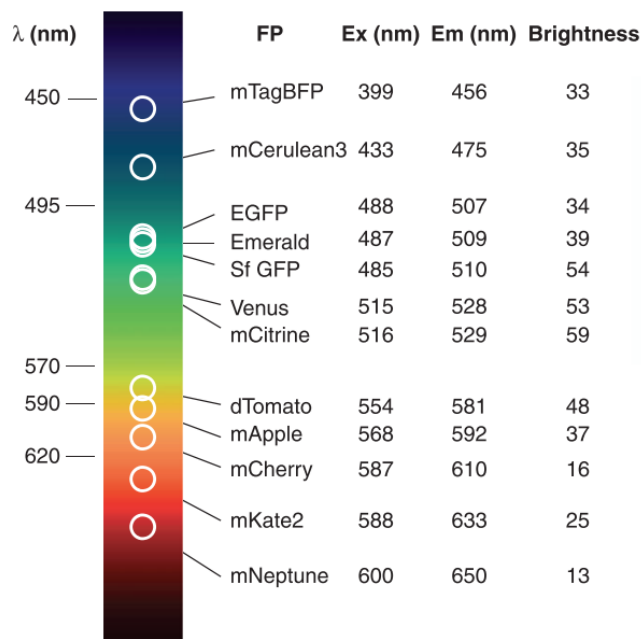 λ (nm) FP Ex (nm) Em (nm) Brightness
450 mTagBFP 399 456 33
mCerulean3 433 475 35
495
EGFP 488 507 34
Emerald 487 509 39
Sf GFP 485 510 54
Venus 515 528 53
mCitrine 516 529 59
570
590 dTomato 554 581 48
mApple 568 592 37
620 mCherry 587 610 16
mKate2 588 633 25
mNeptune 600 650 13